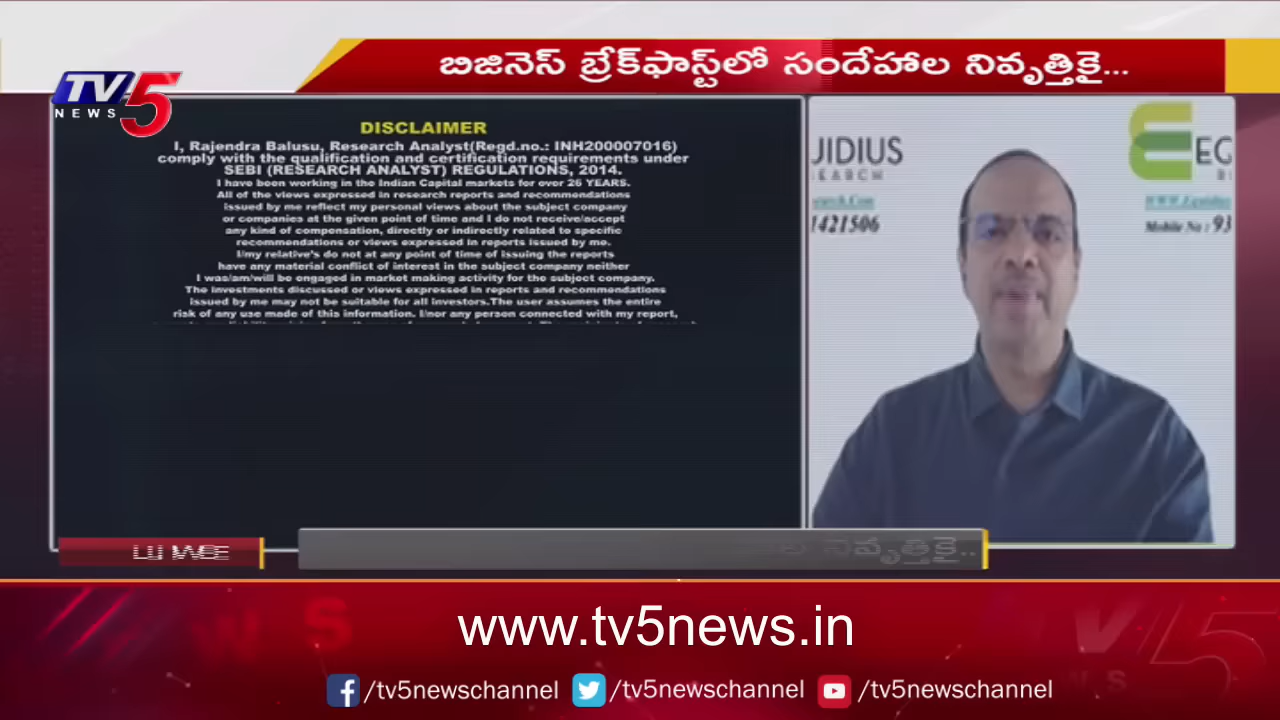 బిజినెస్ బ్రేక్‌ఫాస్ట్‌లో సందేహాల నివృత్తికై...
TV5
NEWS
DISCLAIMER
I, Rajendra Balusu, Research Analyst(Regd.no.: INH200007016)
comply with the qualification and certification requirements under
SEBI (RESEARCH ANALYST) REGULATIONS, 2014.
I have been working in the Indian Capital markets for over 26 YEARS.
All of the views expressed in research reports and recommendations
issued by me reflect my personal views about the subject company
or companies at the given point of time and I do not receive/accept
any kind of compensation, directly or indirectly related to specific
recommendations or views expressed in reports issued by me.
I/my relative's do not at any point of time of issuing the reports
have any material conflict of interest in the subject company neither
I was/am/will be engaged in market making activity for the subject company.
The investments discussed or views expressed in reports and recommendations
issued by me may not be suitable for all investors.The user assumes the entire
risk of any use made of this information. I/nor any person connected with my report,
UIDIUS
SEARCH
search.Com
1421506
EG
WWW.Eguidius
Mobile No : 93
నివృత్తికై..
www.tv5news.in
/tv5newschannel
/tv5newschannel
/tv5newschannel